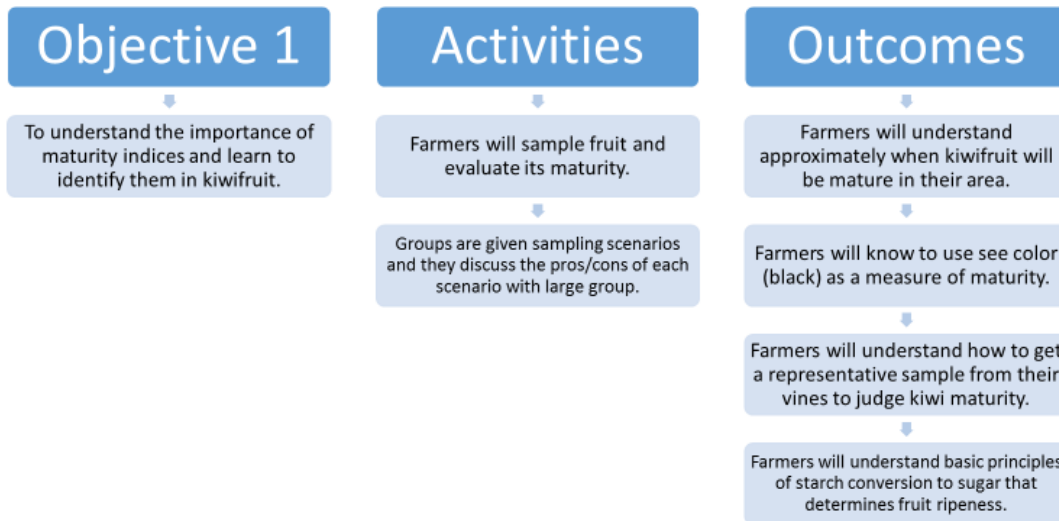 Objective 1
To understand the importance of
maturity indices and learn to
identify them in kiwifruit.
Activities
Farmers will sample fruit and
evaluate its maturity.
Groups are given sampling scenarios
and they discuss the pros/cons of each
scenario with large group.
Outcomes
Farmers will understand
approximately when kiwifruit will
be mature in their area.
Farmers will know to use see color
(black) as a measure of maturity.
Farmers will understand how to get
a representative sample from their
vines to judge kiwi maturity.
Farmers will understand basic principles
of starch conversion to sugar that
determines fruit ripeness.